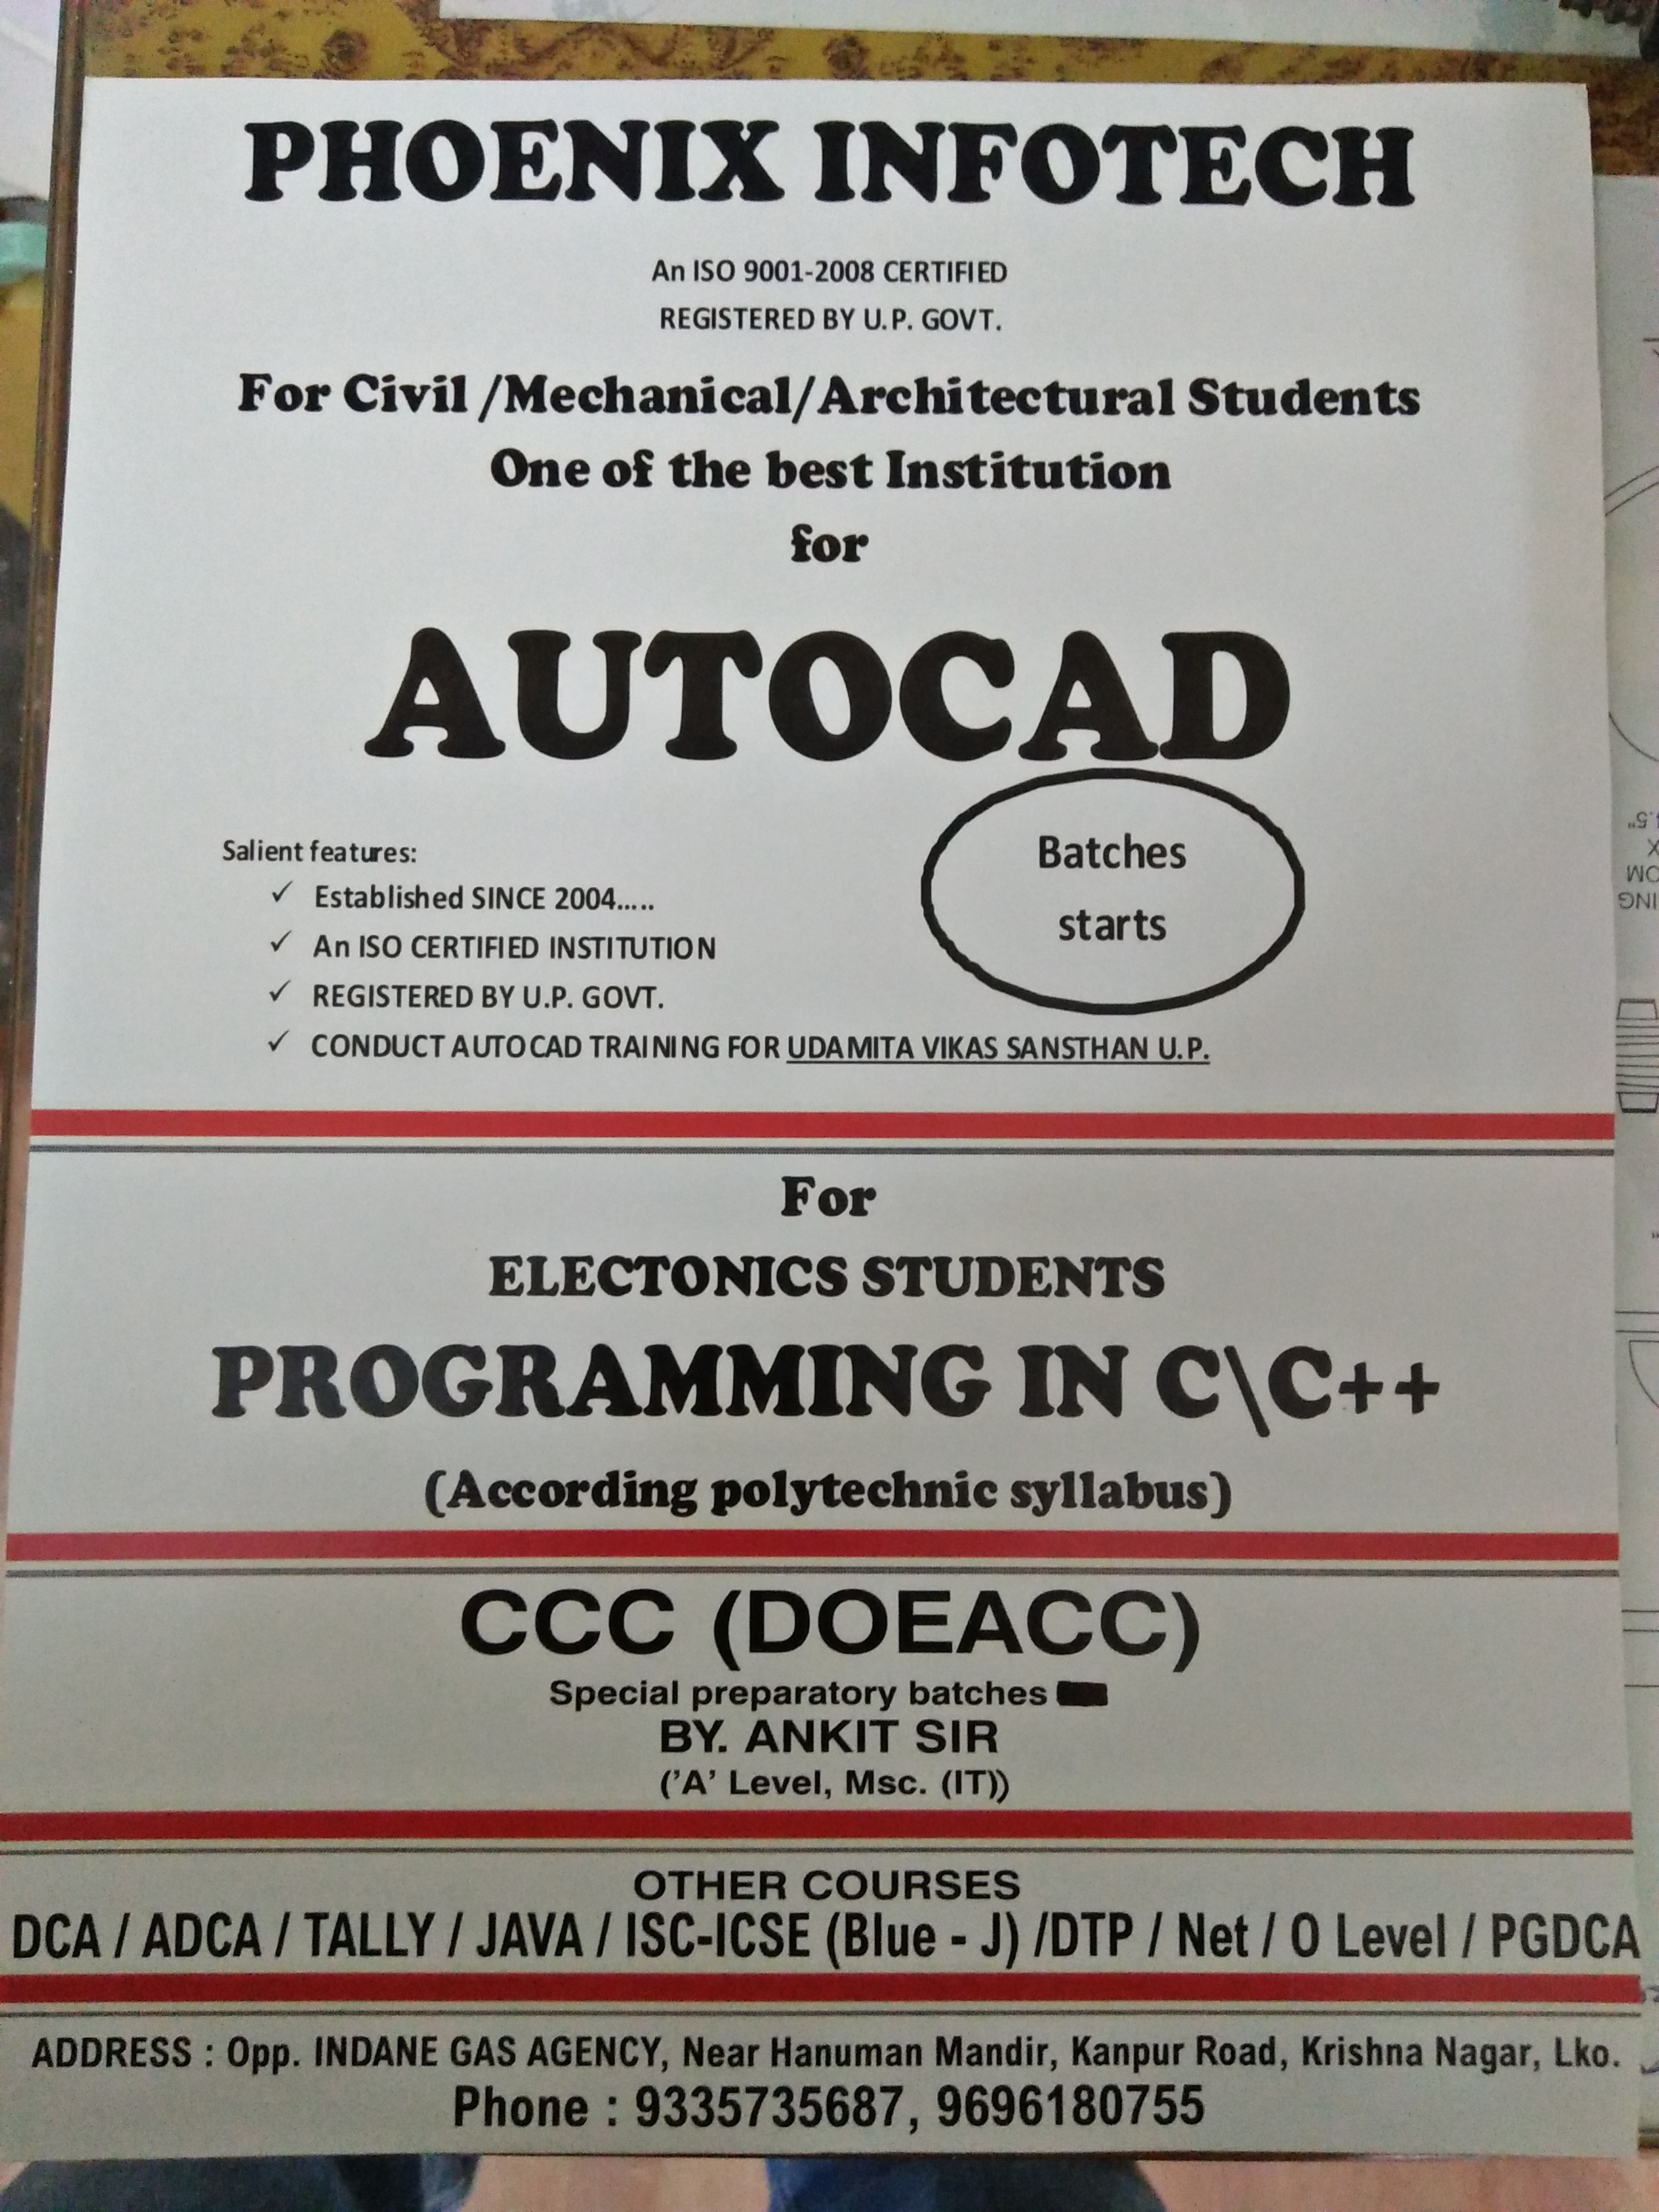 PHOENIX INFOTECH
An ISO 9001-2008 CERTIFIED
REGISTERED BY U.P. GOVT.
For Civil /Mechanical/Architectural Students
One of the best Institution
for
AUTOCAD
Batches
starts
Salient features:
✓ Established SINCE 2004.....
✓ An ISO CERTIFIED INSTITUTION
✓ REGISTERED BY U.P. GOVT.
✓ CONDUCT AUTOCAD TRAINING FOR UDAMITA VIKAS SANSTHAN U.P.
For
ELECTONICS STUDENTS
PROGRAMMING IN C\C++
(According polytechnic syllabus)
CCC (DOEACC)
Special preparatory batches
BY. ANKIT SIR
('A' Level, Msc. (IT))
OTHER COURSES
DCA / ADCA / TALLY / JAVA / ISC-ICSE (Blue - J) /DTP / Net / O Level / PGDCA
ADDRESS : Opp. INDANE GAS AGENCY, Near Hanuman Mandir, Kanpur Road, Krishna Nagar, Lko.
Phone : 9335735687, 9696180755